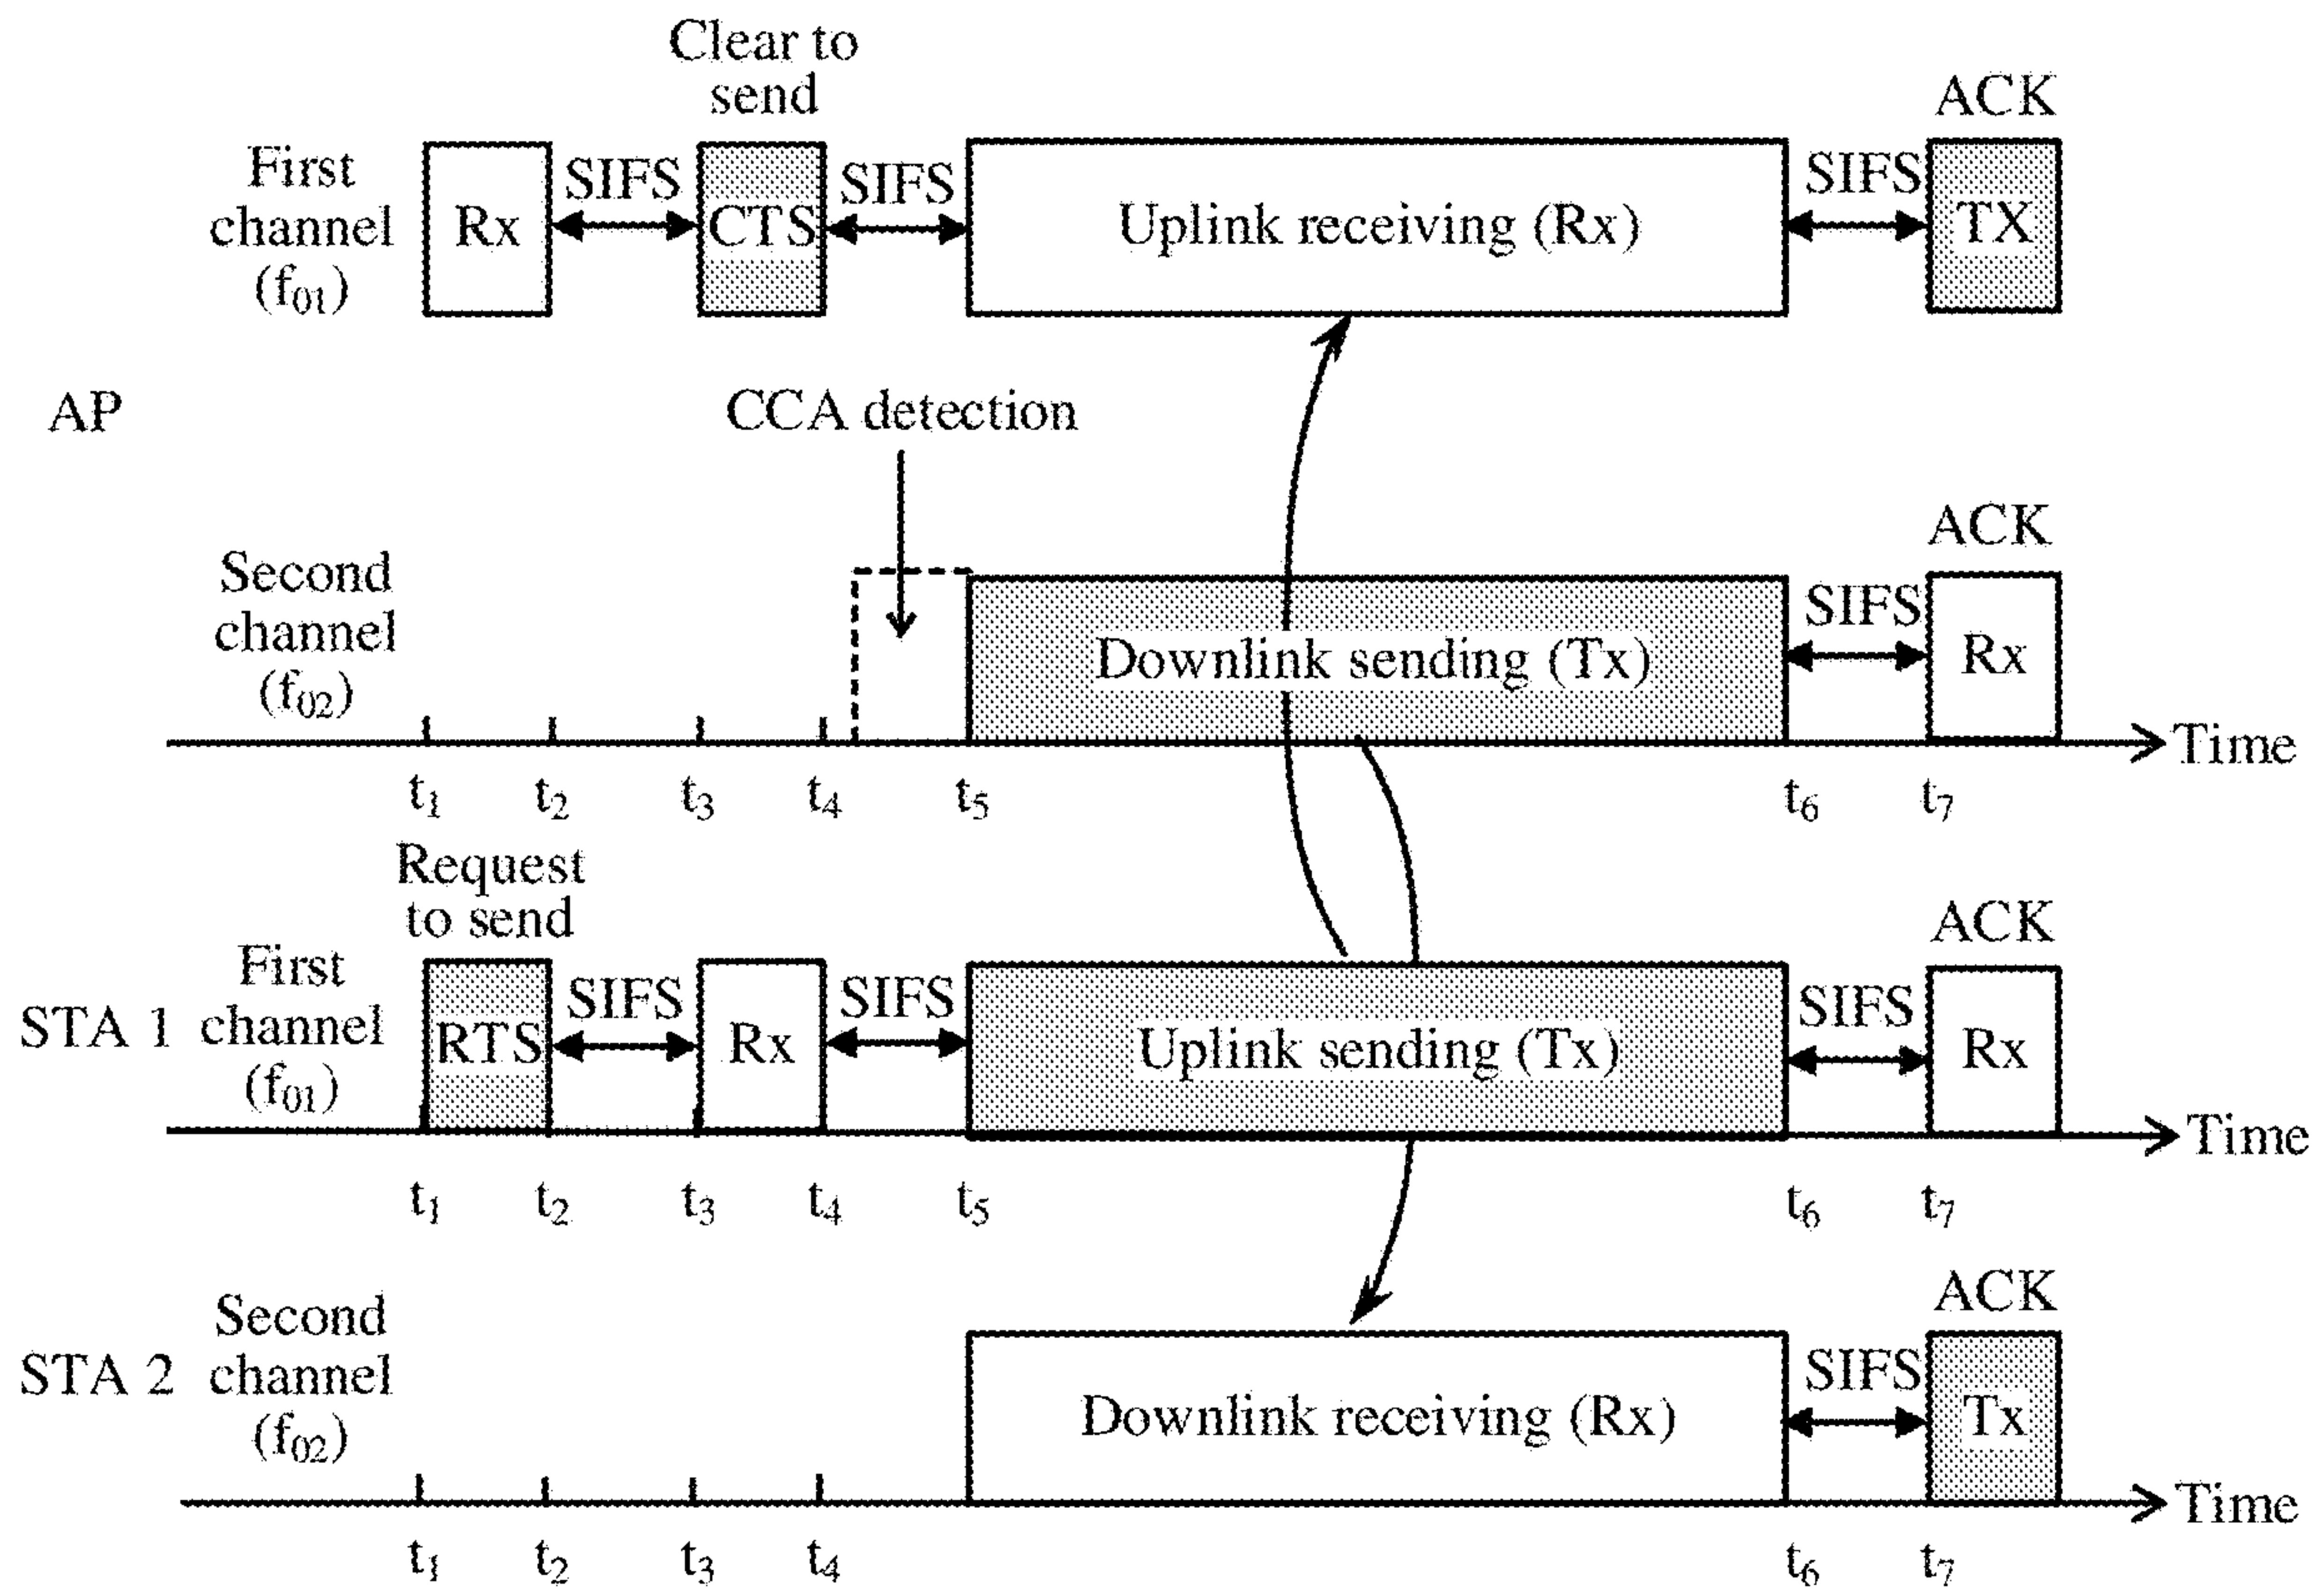 Clear to
send
ACK
First
channel
(f01)
Rx
SIFS
CTS
SIFS
Uplink receiving (Rx)
SIFS
TX
AP
CCA detection
ACK
Second
channel
(f02)
Downlink sending (Tx)
SIFS
Rx
Time
t1 t2 t3 t4 t5 t6 t7
Request
to send
ACK
STA 1
First
channel
(f01)
RTS
SIFS
Rx
SIFS
Uplink sending (Tx)
SIFS
Rx
Time
t1 t2 t3 t4 t5 t6 t7
ACK
STA 2
Second
channel
(f02)
Downlink receiving (Rx)
SIFS
Tx
Time
t1 t2 t3 t4 t6 t7